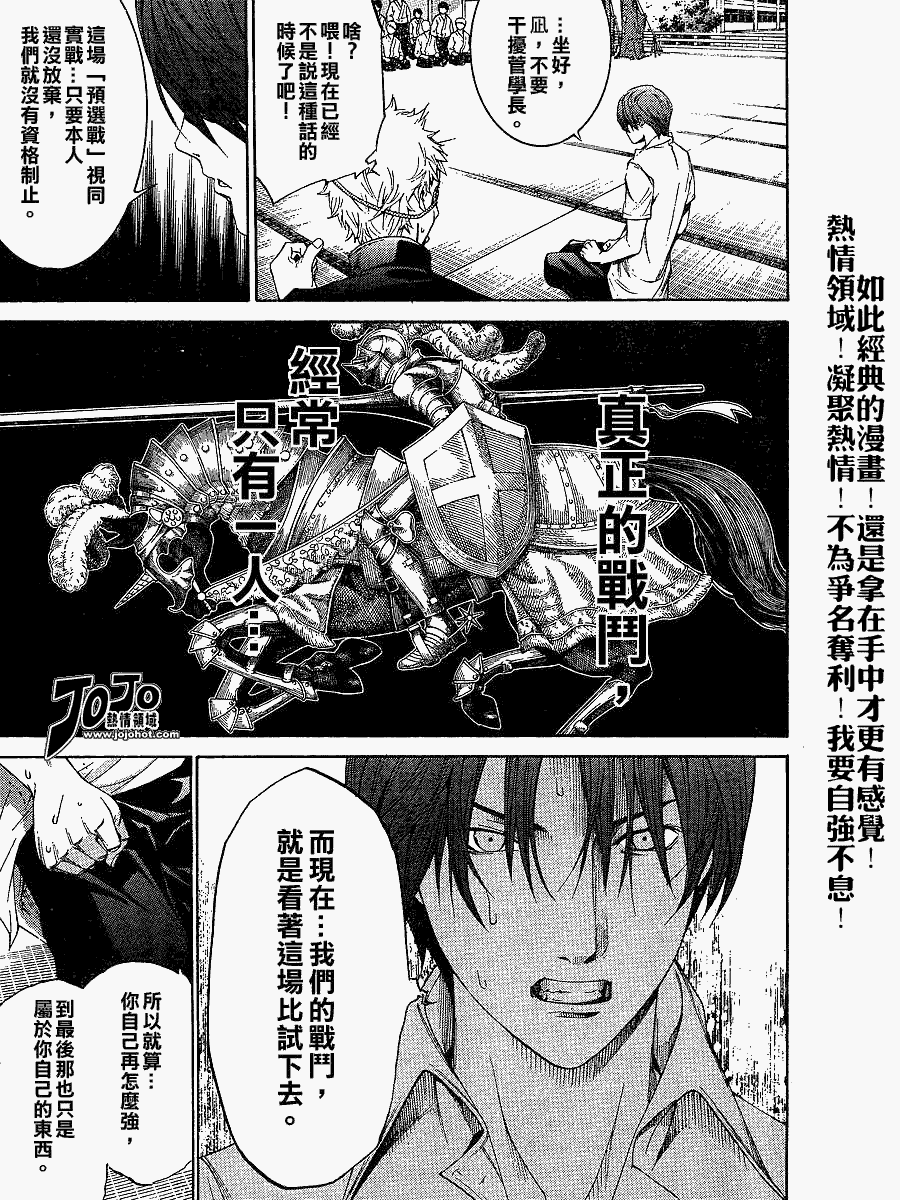 …坐好，
凪，不要
干擾菅學長。
啥？
喂！現在已經
不是說這種話的
時候了吧！
這場「預選戰」視同
實戰…只要本人
還沒放棄，
我們就沒有資格制止。
真正的戰鬥，
經常
只有一人…
JOJO
熱情領域
www.jojohot.com
而現在…我們的戰鬥，
就是看著這場比試下去。
所以就算…
你自己再怎麼強，
到最後那也只是
屬於你自己的東西。
如此經典的漫畫！還是拿在手中才更有感覺！
熱情領域！凝聚熱情！不為爭名奪利！我要自強不息！